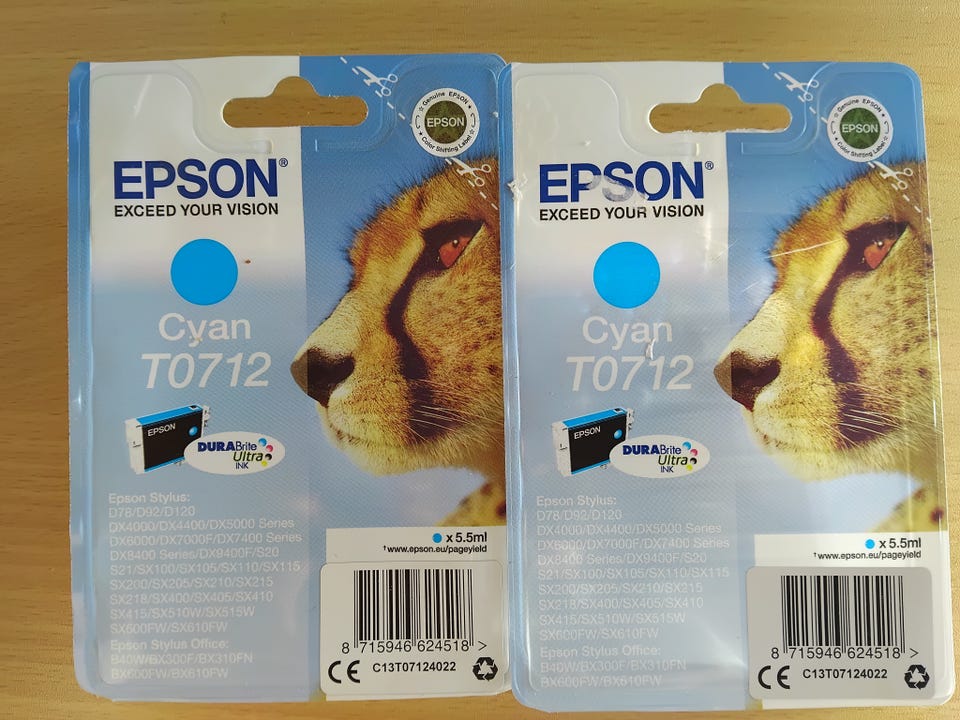 Genuine EPSON
EPSON
Color Shifting Label
EPSON®
EXCEED YOUR VISION
Cyan
T0712
EPSON
DURABrite
Ultra
INK
Epson Stylus:
D78/D92/D120
DX4000/DX4400/DX5000 Series
DX6000/DX7000F/DX7400 Series
DX8400 Series/DX9400F/S20
S21/SX100/SX105/SX110/SX115
SX200/SX205/SX210/SX215
SX218/SX400/SX405/SX410
SX415/SX510W/SX515W
SX600FW/SX610FW
Epson Stylus Office:
B40W/BX300F/BX310FN
BX600FW/BX610FW
x 5.5ml
†www.epson.eu/pageyield
8 715946 624518 >
CE C13T07124022
Genuine EPSON
EPSON
Color Shifting Label
EPSON®
EXCEED YOUR VISION
Cyan
T0712
EPSON
DURABrite
Ultra
INK
Epson Stylus:
D78/D92/D120
DX4000/DX4400/DX5000 Series
DX6000/DX7000F/DX7400 Series
DX8400 Series/DX9400F/S20
S21/SX100/SX105/SX110/SX115
SX200/SX205/SX210/SX215
SX218/SX400/SX405/SX410
SX415/SX510W/SX515W
SX600FW/SX610FW
Epson Stylus Office:
B40W/BX300F/BX310FN
BX600FW/BX610FW
x 5.5ml
†www.epson.eu/pageyield
8 715946 624518 >
CE C13T07124022